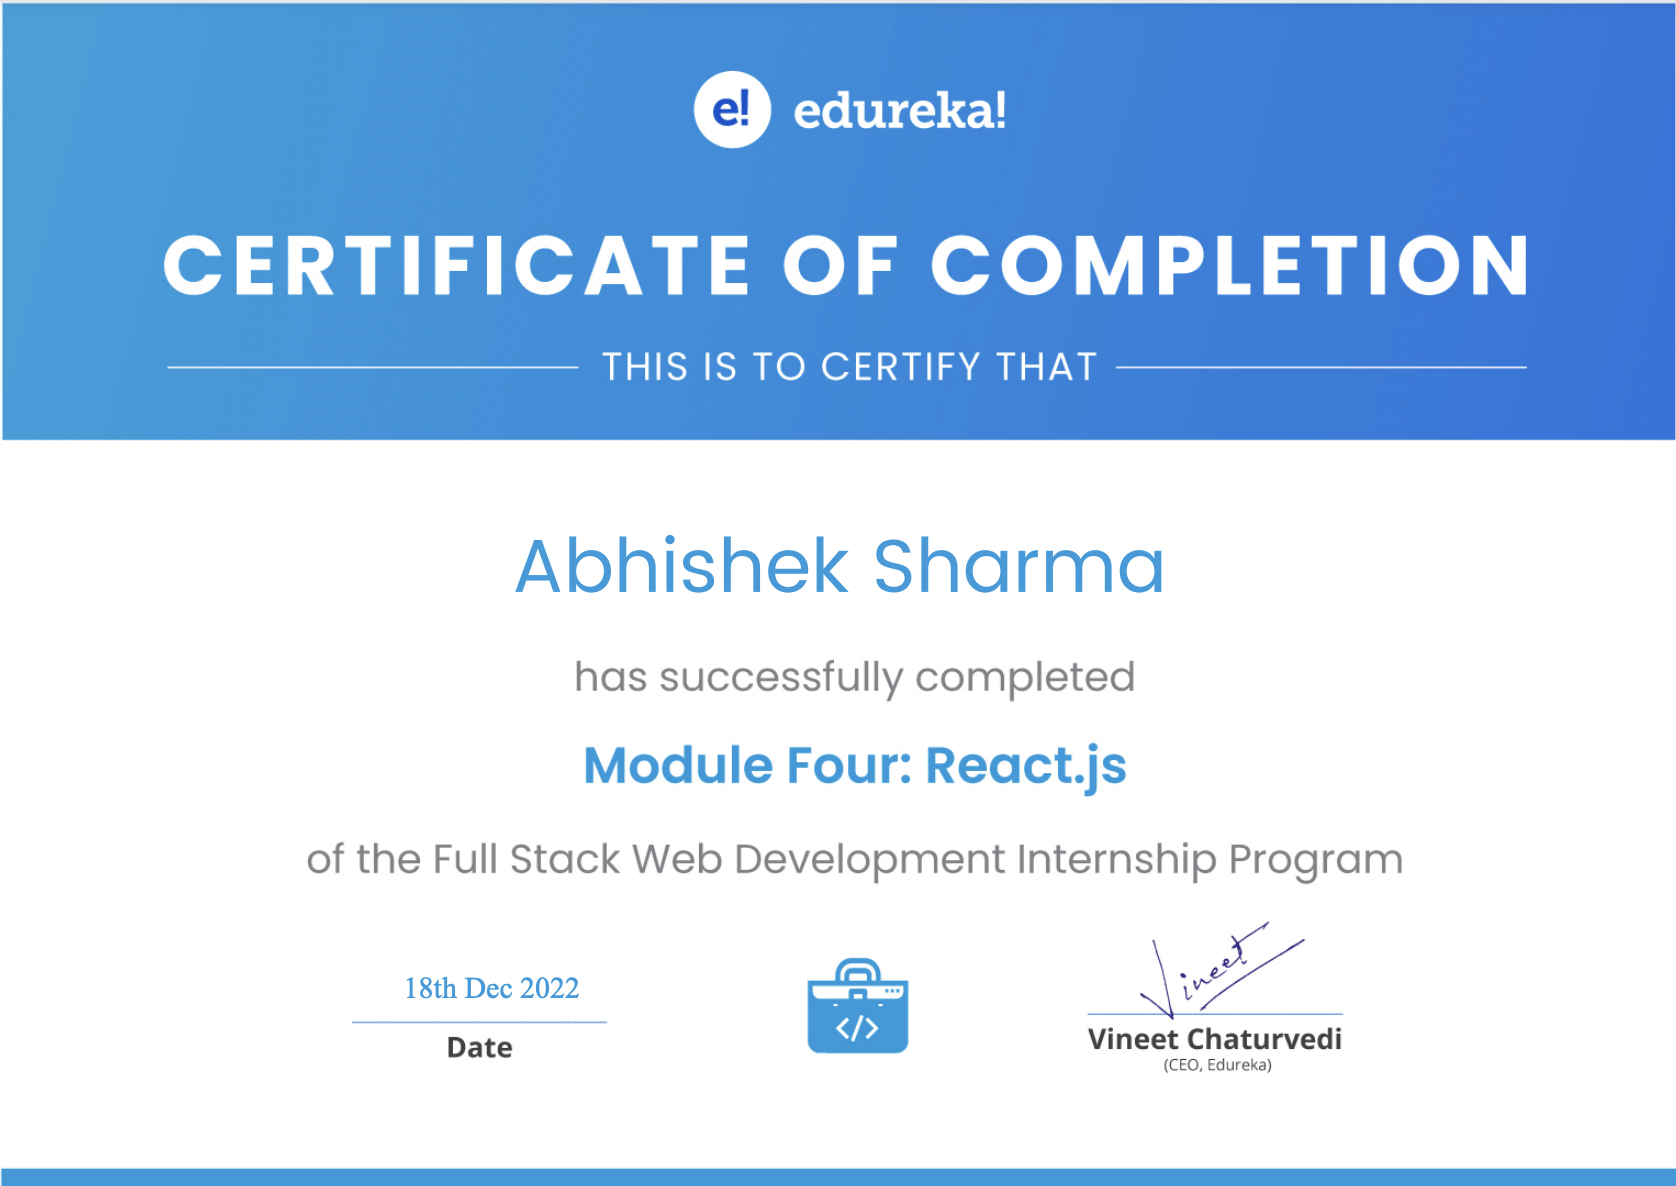 e! edureka!
CERTIFICATE OF COMPLETION
THIS IS TO CERTIFY THAT
Abhishek Sharma
has successfully completed
Module Four: React.js
of the Full Stack Web Development Internship Program
18th Dec 2022
Date
</>
Vineet
Vineet Chaturvedi
(CEO, Edureka)